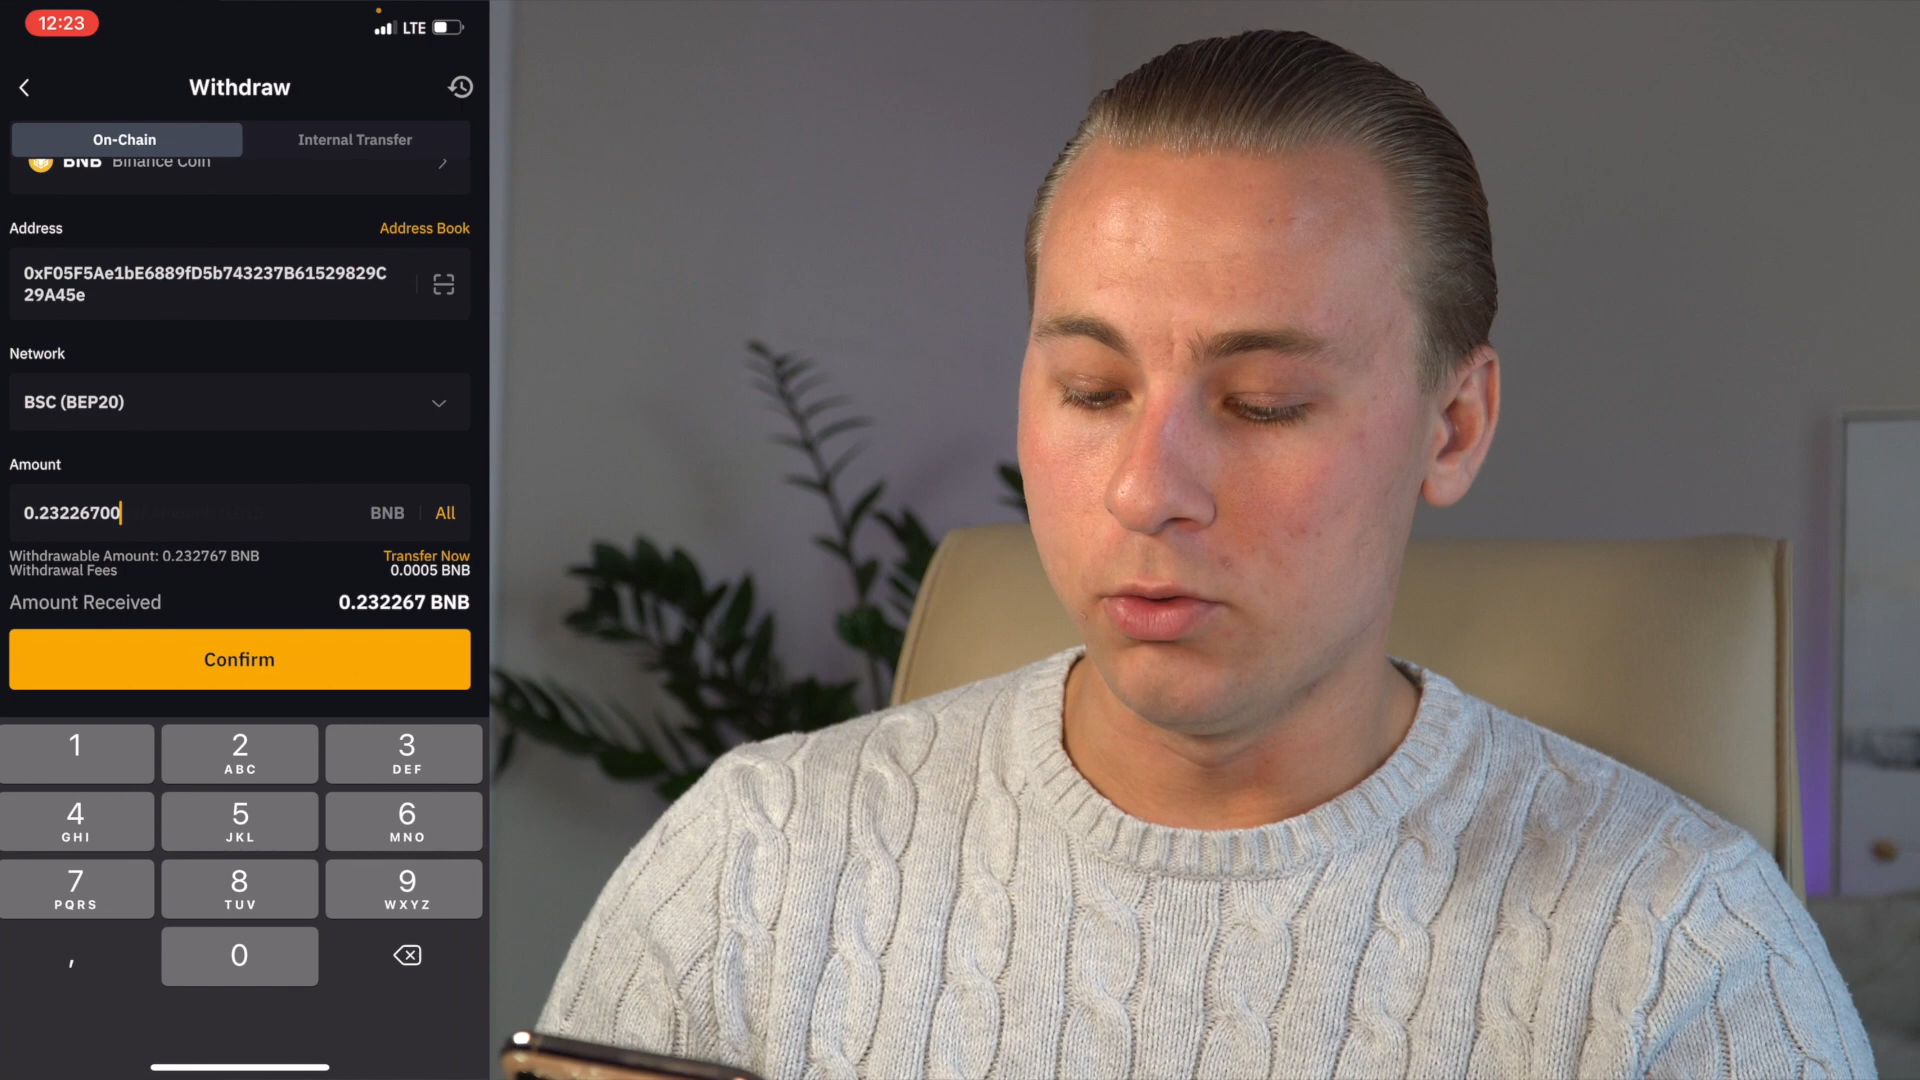 12:23
LTE
Withdraw
On-Chain Internal Transfer
BNB Binance Coin
Address Address Book
0xF05F5Ae1bE6889fD5b743237B61529829C
29A45e
Network
BSC (BEP20)
Amount
0.23226700 BNB All
Withdrawable Amount: 0.232767 BNB Transfer Now
Withdrawal Fees 0.0005 BNB
Amount Received 0.232267 BNB
Confirm
1 2 3
ABC DEF
4 5 6
GHI JKL MNO
7 8 9
PQRS TUV WXYZ
, 0